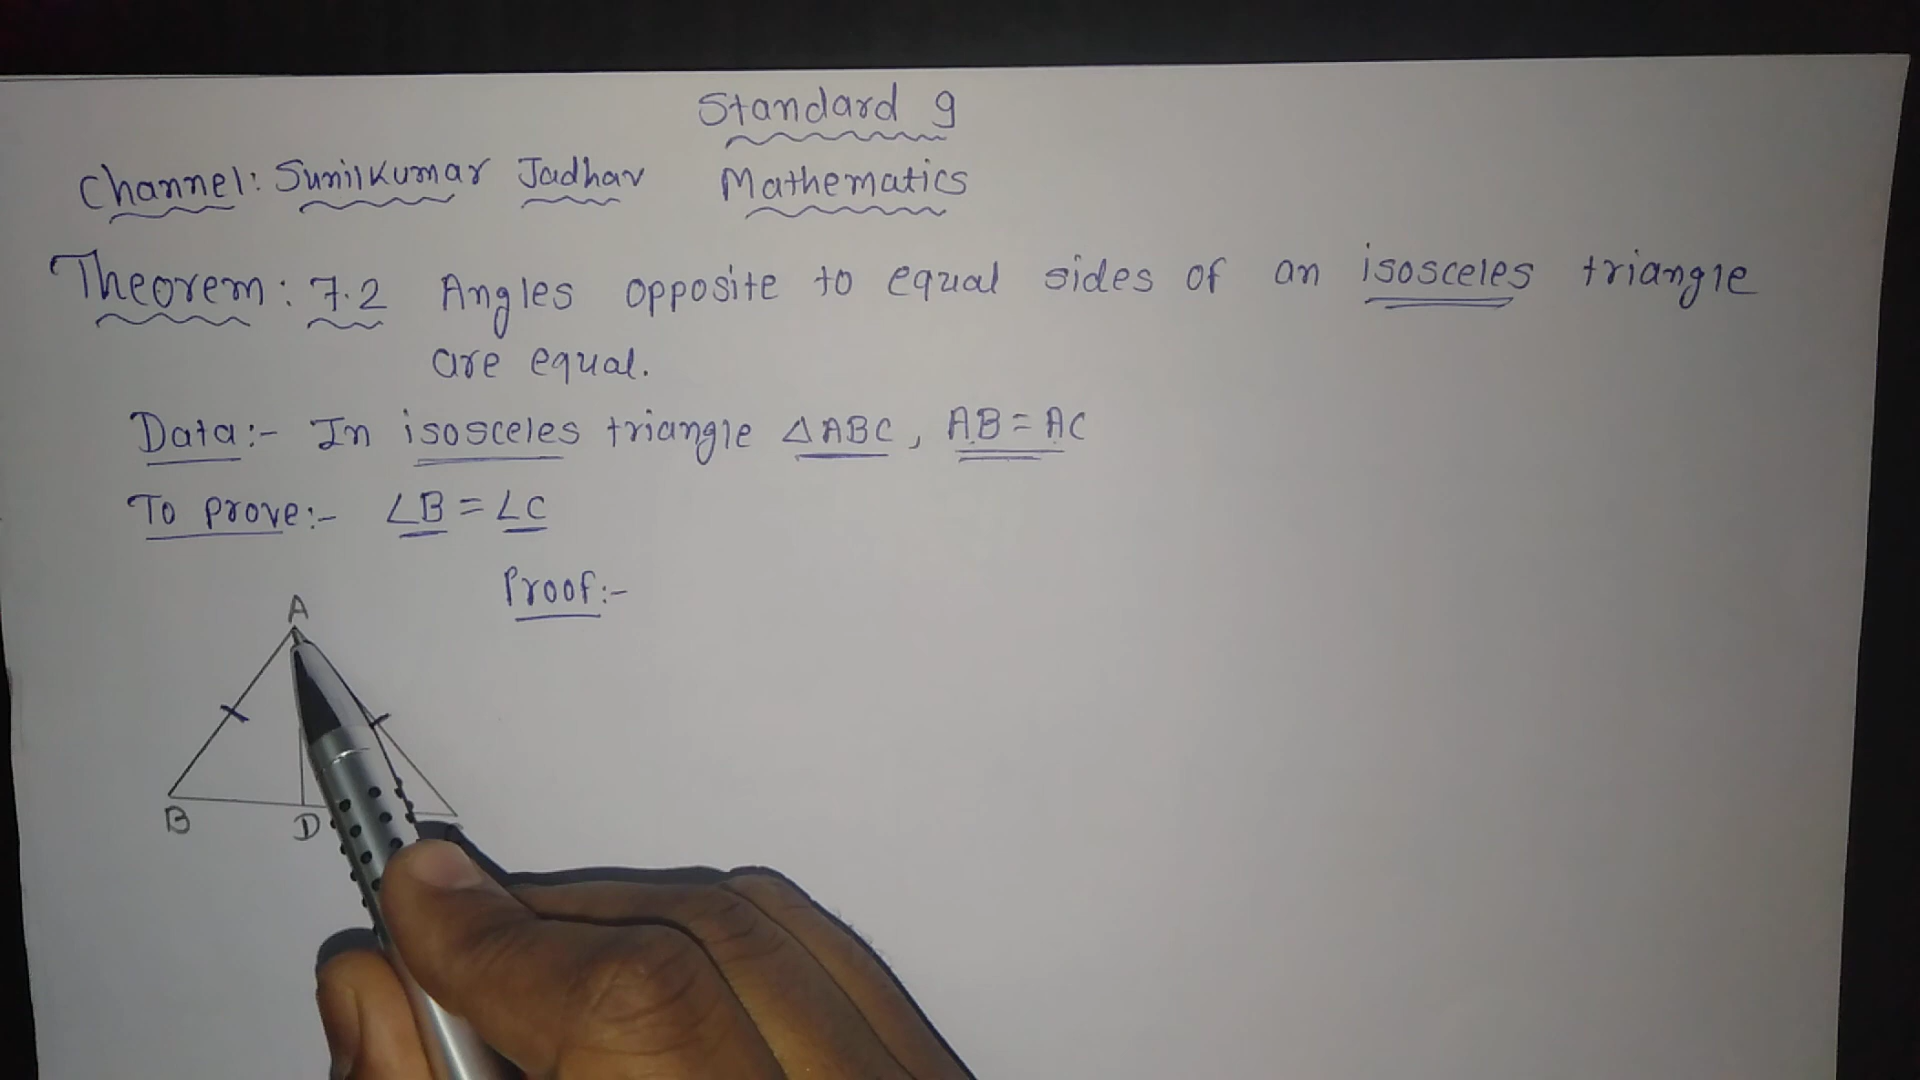 Standard 9
Channel: Sunilkumar Jadhav Mathematics
Theorem: 7.2 Angles opposite to equal sides of an isosceles triangle
are equal.
Data:- In isosceles triangle △ABC, AB = AC
To prove:- ∠B = ∠C
Proof:-
A
B D